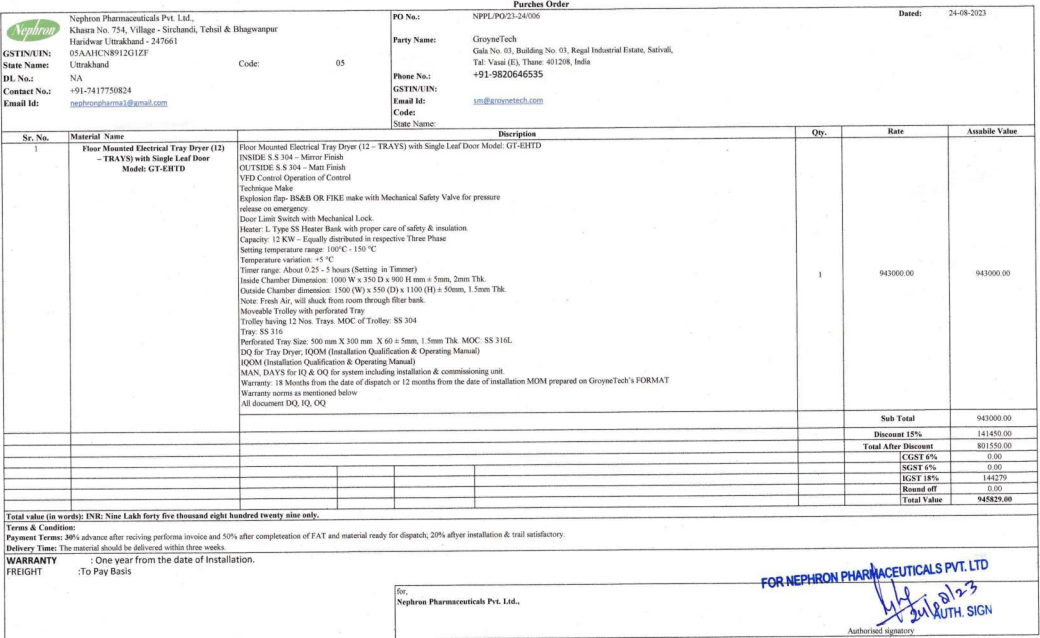 Purches Order
Nephron
Nephron Pharmaceuticals Pvt. Ltd.,
Khasra No. 754, Village - Sirchandi, Tehsil & Bhagwanpur
Haridwar Uttrakhand - 247661
GSTIN/UIN: 05AAHCN8912G1ZF
State Name: Uttrakhand Code: 05
DL No.: NA
Contact No.: +91-7417750824
Email Id: nephronpharma1@gmail.com
PO No.: NPPL/PO/23-24/006
Dated: 24-08-2023
Party Name: GroyneTech
Gala No. 03, Building No. 03, Regal Industrial Estate, Sativali,
Tal: Vasai (E), Thane: 401208, India
Phone No.: +91-9820646535
GSTIN/UIN:
Email Id: sm@groynetech.com
Code:
State Name:
Sr. No. Material Name Discription Qty. Rate Assabile Value
1 Floor Mounted Electrical Tray Dryer (12)
– TRAYS) with Single Leaf Door
Model: GT-EHTD
Floor Mounted Electrical Tray Dryer (12 – TRAYS) with Single Leaf Door Model: GT-EHTD
INSIDE S.S 304 – Mirror Finish
OUTSIDE S.S 304 – Matt Finish
VFD Control Operation of Control
Technique Make
Explosion flap- BS&B OR FIKE make with Mechanical Safety Valve for pressure
release on emergency.
Door Limit Switch with Mechanical Lock.
Heater: L Type SS Heater Bank with proper care of safety & insulation.
Capacity: 12 KW – Equally distributed in respective Three Phase
Setting temperature range: 100°C - 150 °C
Temperature variation: +5 °C
Timer range: About 0.25 - 5 hours (Setting in Timmer)
Inside Chamber Dimension: 1000 W x 350 D x 900 H mm ± 5mm, 2mm Thk.
Outside Chamber dimension: 1500 (W) x 550 (D) x 1100 (H) ± 50mm, 1.5mm Thk.
Note: Fresh Air, will shuck from room through filter bank.
Moveable Trolley with perforated Tray
Trolley having 12 Nos. Trays. MOC of Trolley: SS 304
Tray: SS 316
Perforated Tray Size: 500 mm X 300 mm X 60 ± 5mm, 1.5mm Thk. MOC: SS 316L
DQ for Tray Dryer, IQOM (Installation Qualification & Operating Manual)
IQOM (Installation Qualification & Operating Manual)
MAN, DAYS for IQ & OQ for system including installation & commissioning unit.
Warranty: 18 Months from the date of dispatch or 12 months from the date of installation MOM prepared on GroyneTech's FORMAT
Warranty norms as mentioned below
All document DQ, IQ, OQ
1 943000.00 943000.00
Sub Total 943000.00
Discount 15% 141450.00
Total After Discount 801550.00
CGST 6% 0.00
SGST 6% 0.00
IGST 18% 144279
Round off 0.00
Total Value 945829.00
Total value (in words): INR: Nine Lakh forty five thousand eight hundred twenty nine only.
Terms & Condition:
Payment Terms: 30% advance after reciving performa invoice and 50% after completeation of FAT and material ready for dispatch; 20% aftyer installation & trail satisfactory.
Delivery Time: The material should be delivered within three weeks.
WARRANTY : One year from the date of Installation.
FREIGHT :To Pay Basis
for,
Nephron Pharmaceuticals Pvt. Ltd.,
FOR NEPHRON PHARMACEUTICALS PVT. LTD
24/8/23
AUTH. SIGN
Authorised signatory